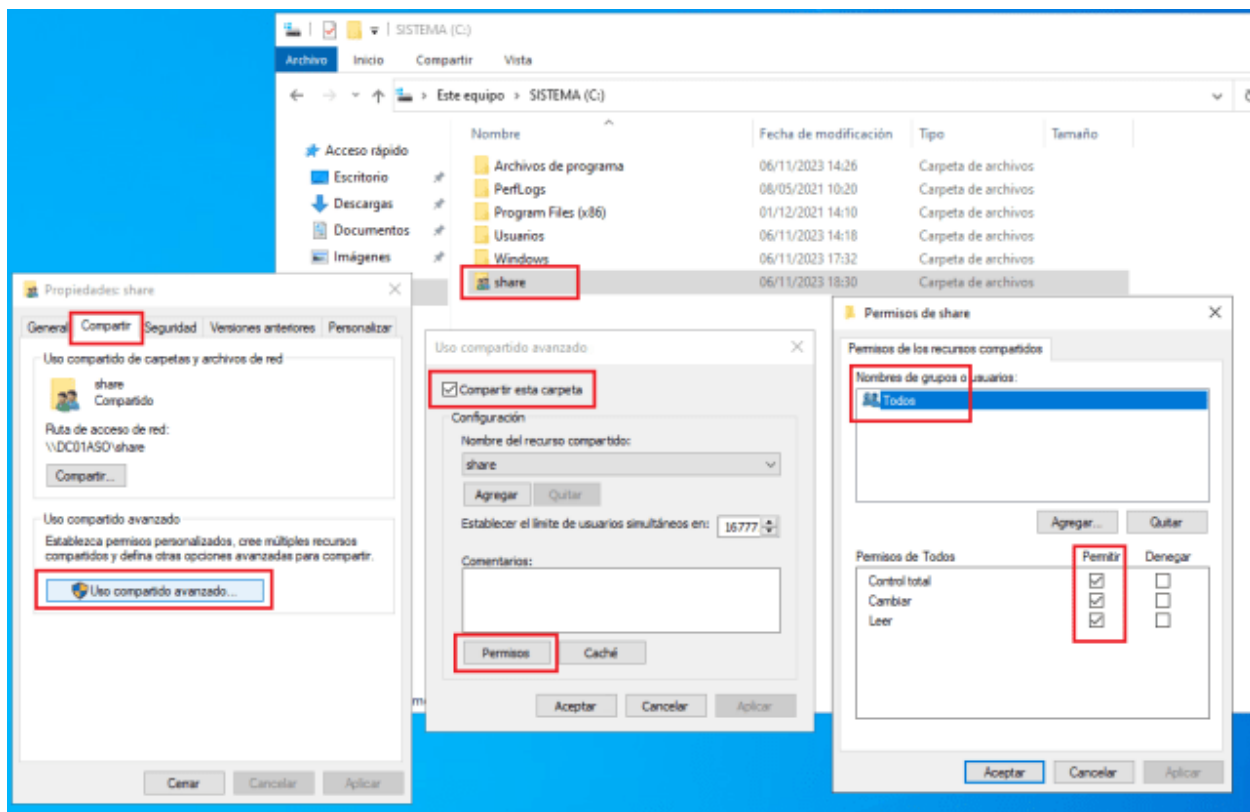 SISTEMA (C:)
Archivo Inicio Compartir Vista
Este equipo > SISTEMA (C:)
Nombre Fecha de modificación Tipo Tamaño
Acceso rápido
Escritorio
Descargas
Documentos
Imágenes
Archivos de programa 06/11/2023 14:26 Carpeta de archivos
PerfLogs 08/05/2021 10:20 Carpeta de archivos
Program Files (x86) 01/12/2021 14:10 Carpeta de archivos
Usuarios 06/11/2023 14:18 Carpeta de archivos
Windows 06/11/2023 17:32 Carpeta de archivos
share 06/11/2023 18:30 Carpeta de archivos
Propiedades: share
General Compartir Seguridad Versiones anteriores Personalizar
Uso compartido de carpetas y archivos de red
share
Compartido
Ruta de acceso de red:
\\DC01ASO\share
Compartir...
Uso compartido avanzado
Establezca permisos personalizados, cree múltiples recursos
compartidos y defina otras opciones avanzadas para compartir.
Uso compartido avanzado...
Cerrar Cancelar Aplicar
Uso compartido avanzado
Compartir esta carpeta
Configuración
Nombre del recurso compartido:
share
Agregar Quitar
Establecer el límite de usuarios simultáneos en: 16777
Comentarios:
Permisos Caché
Aceptar Cancelar Aplicar
Permisos de share
Permisos de los recursos compartidos
Nombres de grupos o usuarios:
Todos
Agregar... Quitar
Permisos de Todos Permitir Denegar
Control total
Cambiar
Leer
Aceptar Cancelar Aplicar